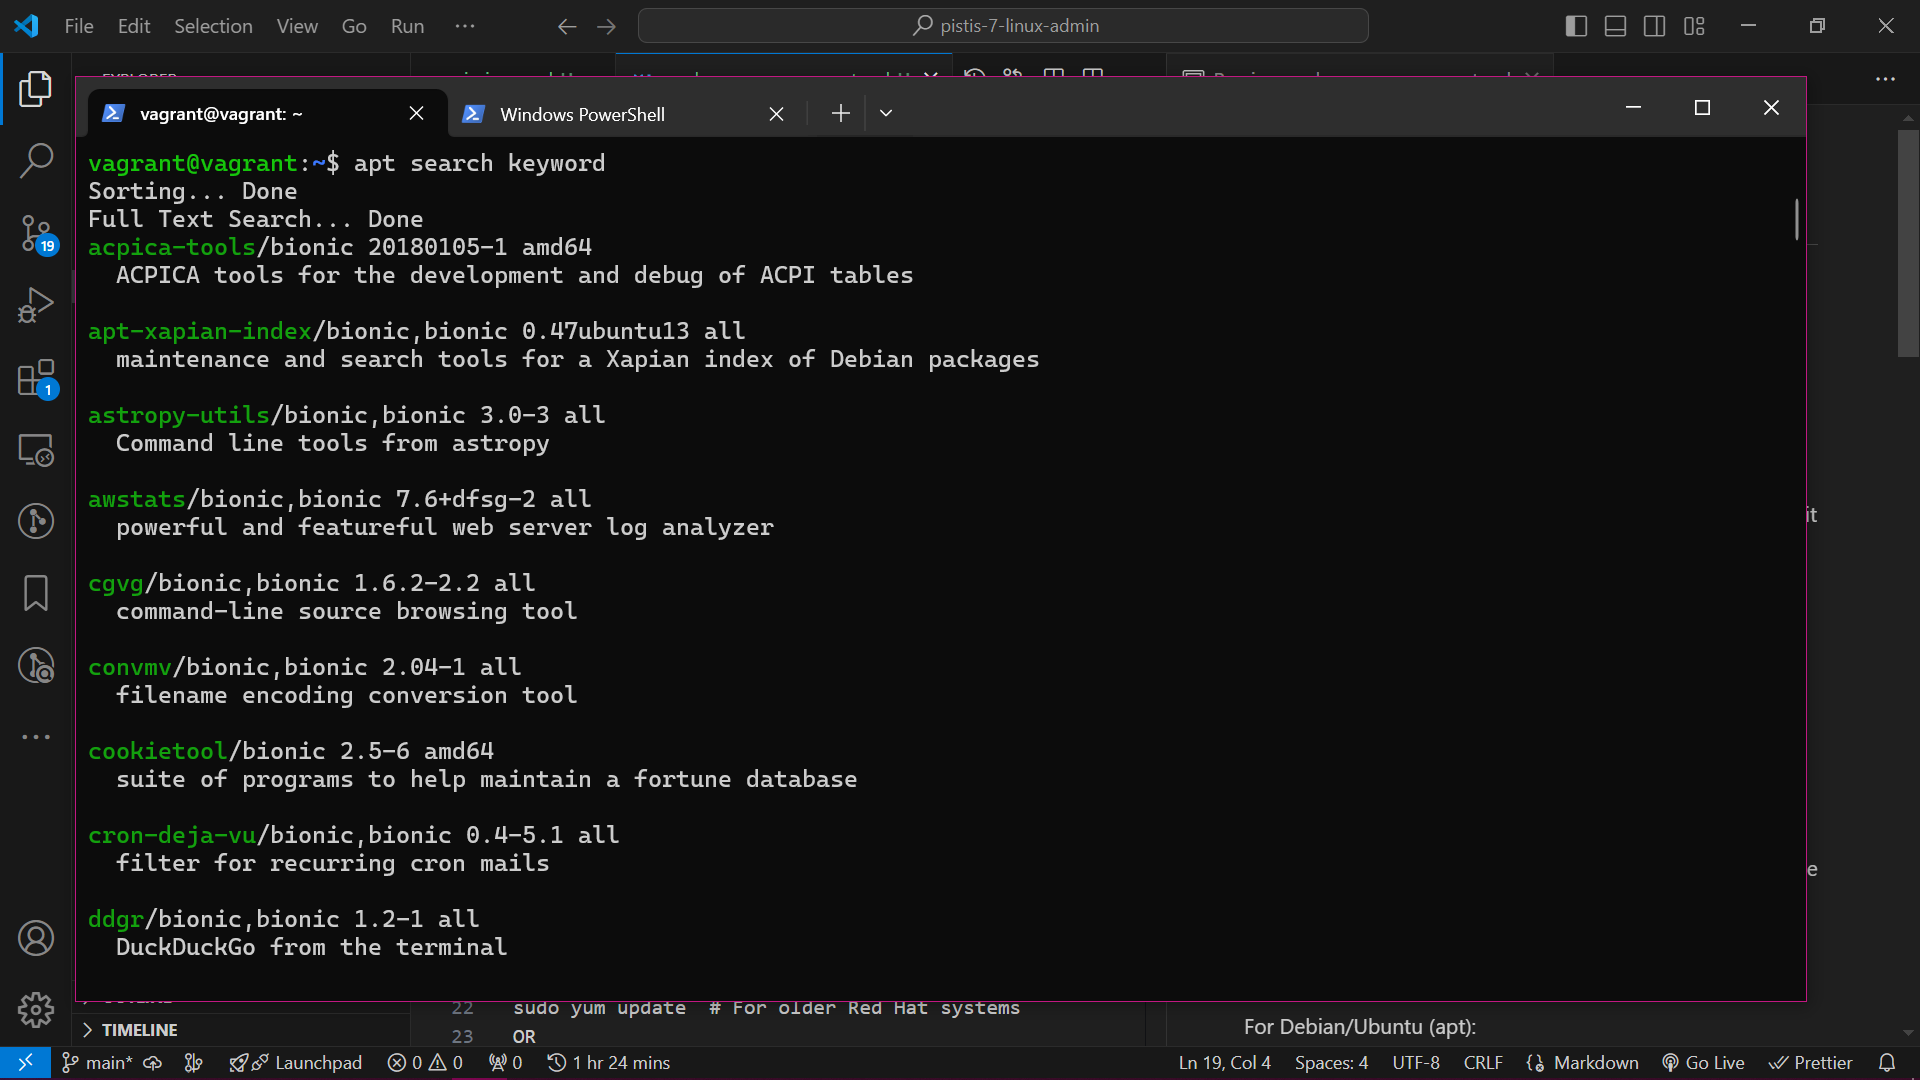 File Edit Selection View Go Run ···
pistis-7-linux-admin
vagrant@vagrant: ~
Windows PowerShell
vagrant@vagrant:~$ apt search keyword
Sorting... Done
Full Text Search... Done
acpica-tools/bionic 20180105-1 amd64
ACPICA tools for the development and debug of ACPI tables
apt-xapian-index/bionic,bionic 0.47ubuntu13 all
maintenance and search tools for a Xapian index of Debian packages
astropy-utils/bionic,bionic 3.0-3 all
Command line tools from astropy
awstats/bionic,bionic 7.6+dfsg-2 all
powerful and featureful web server log analyzer
cgvg/bionic,bionic 1.6.2-2.2 all
command-line source browsing tool
convmv/bionic,bionic 2.04-1 all
filename encoding conversion tool
cookietool/bionic 2.5-6 amd64
suite of programs to help maintain a fortune database
cron-deja-vu/bionic,bionic 0.4-5.1 all
filter for recurring cron mails
ddgr/bionic,bionic 1.2-1 all
DuckDuckGo from the terminal
19
1
it
e
22 sudo yum update # For older Red Hat systems
23 OR
TIMELINE
For Debian/Ubuntu (apt):
main* Launchpad 0 0 0 1 hr 24 mins
Ln 19, Col 4 Spaces: 4 UTF-8 CRLF Markdown Go Live Prettier